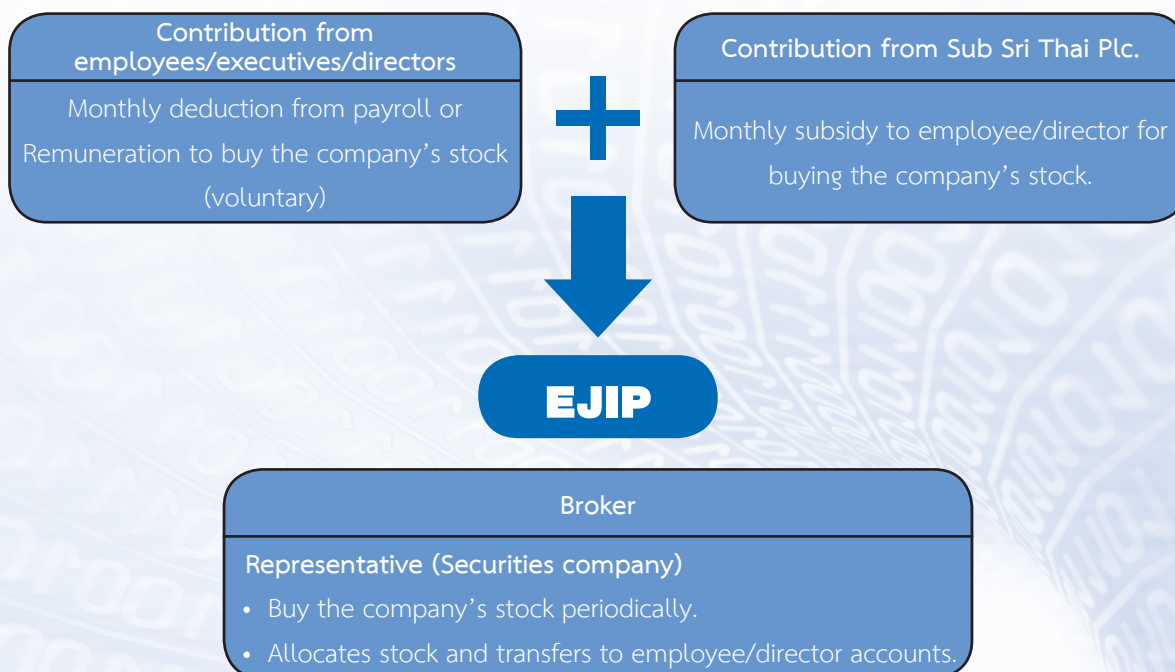 Contribution from
employees/executives/directors
Monthly deduction from payroll or
Remuneration to buy the company's stock
(voluntary)
Contribution from Sub Sri Thai Plc.
Monthly subsidy to employee/director for
buying the company's stock.
EJIP
Broker
Representative (Securities company)
• Buy the company's stock periodically.
• Allocates stock and transfers to employee/director accounts.